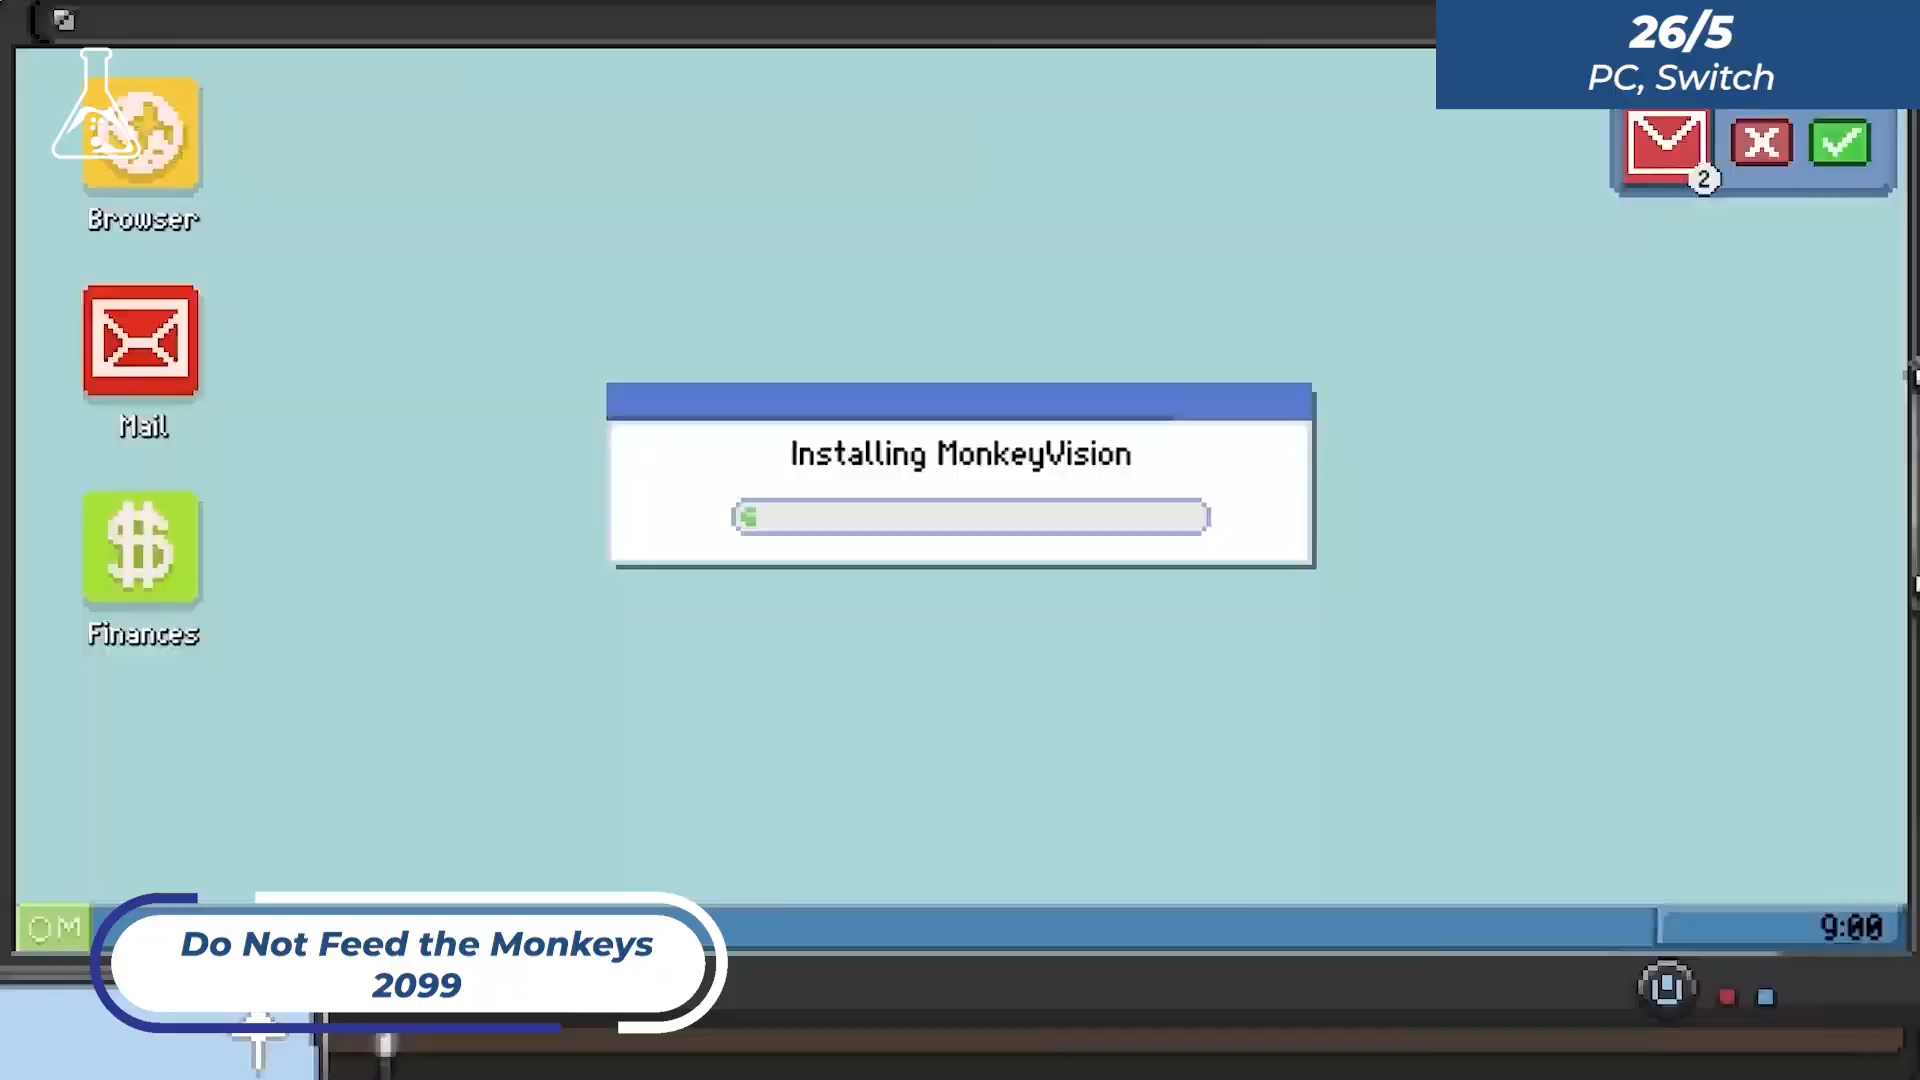 26/5
PC, Switch
2
Browser
Mail
Installing MonkeyVision
Finances
OM
9:00
Do Not Feed the Monkeys
2099